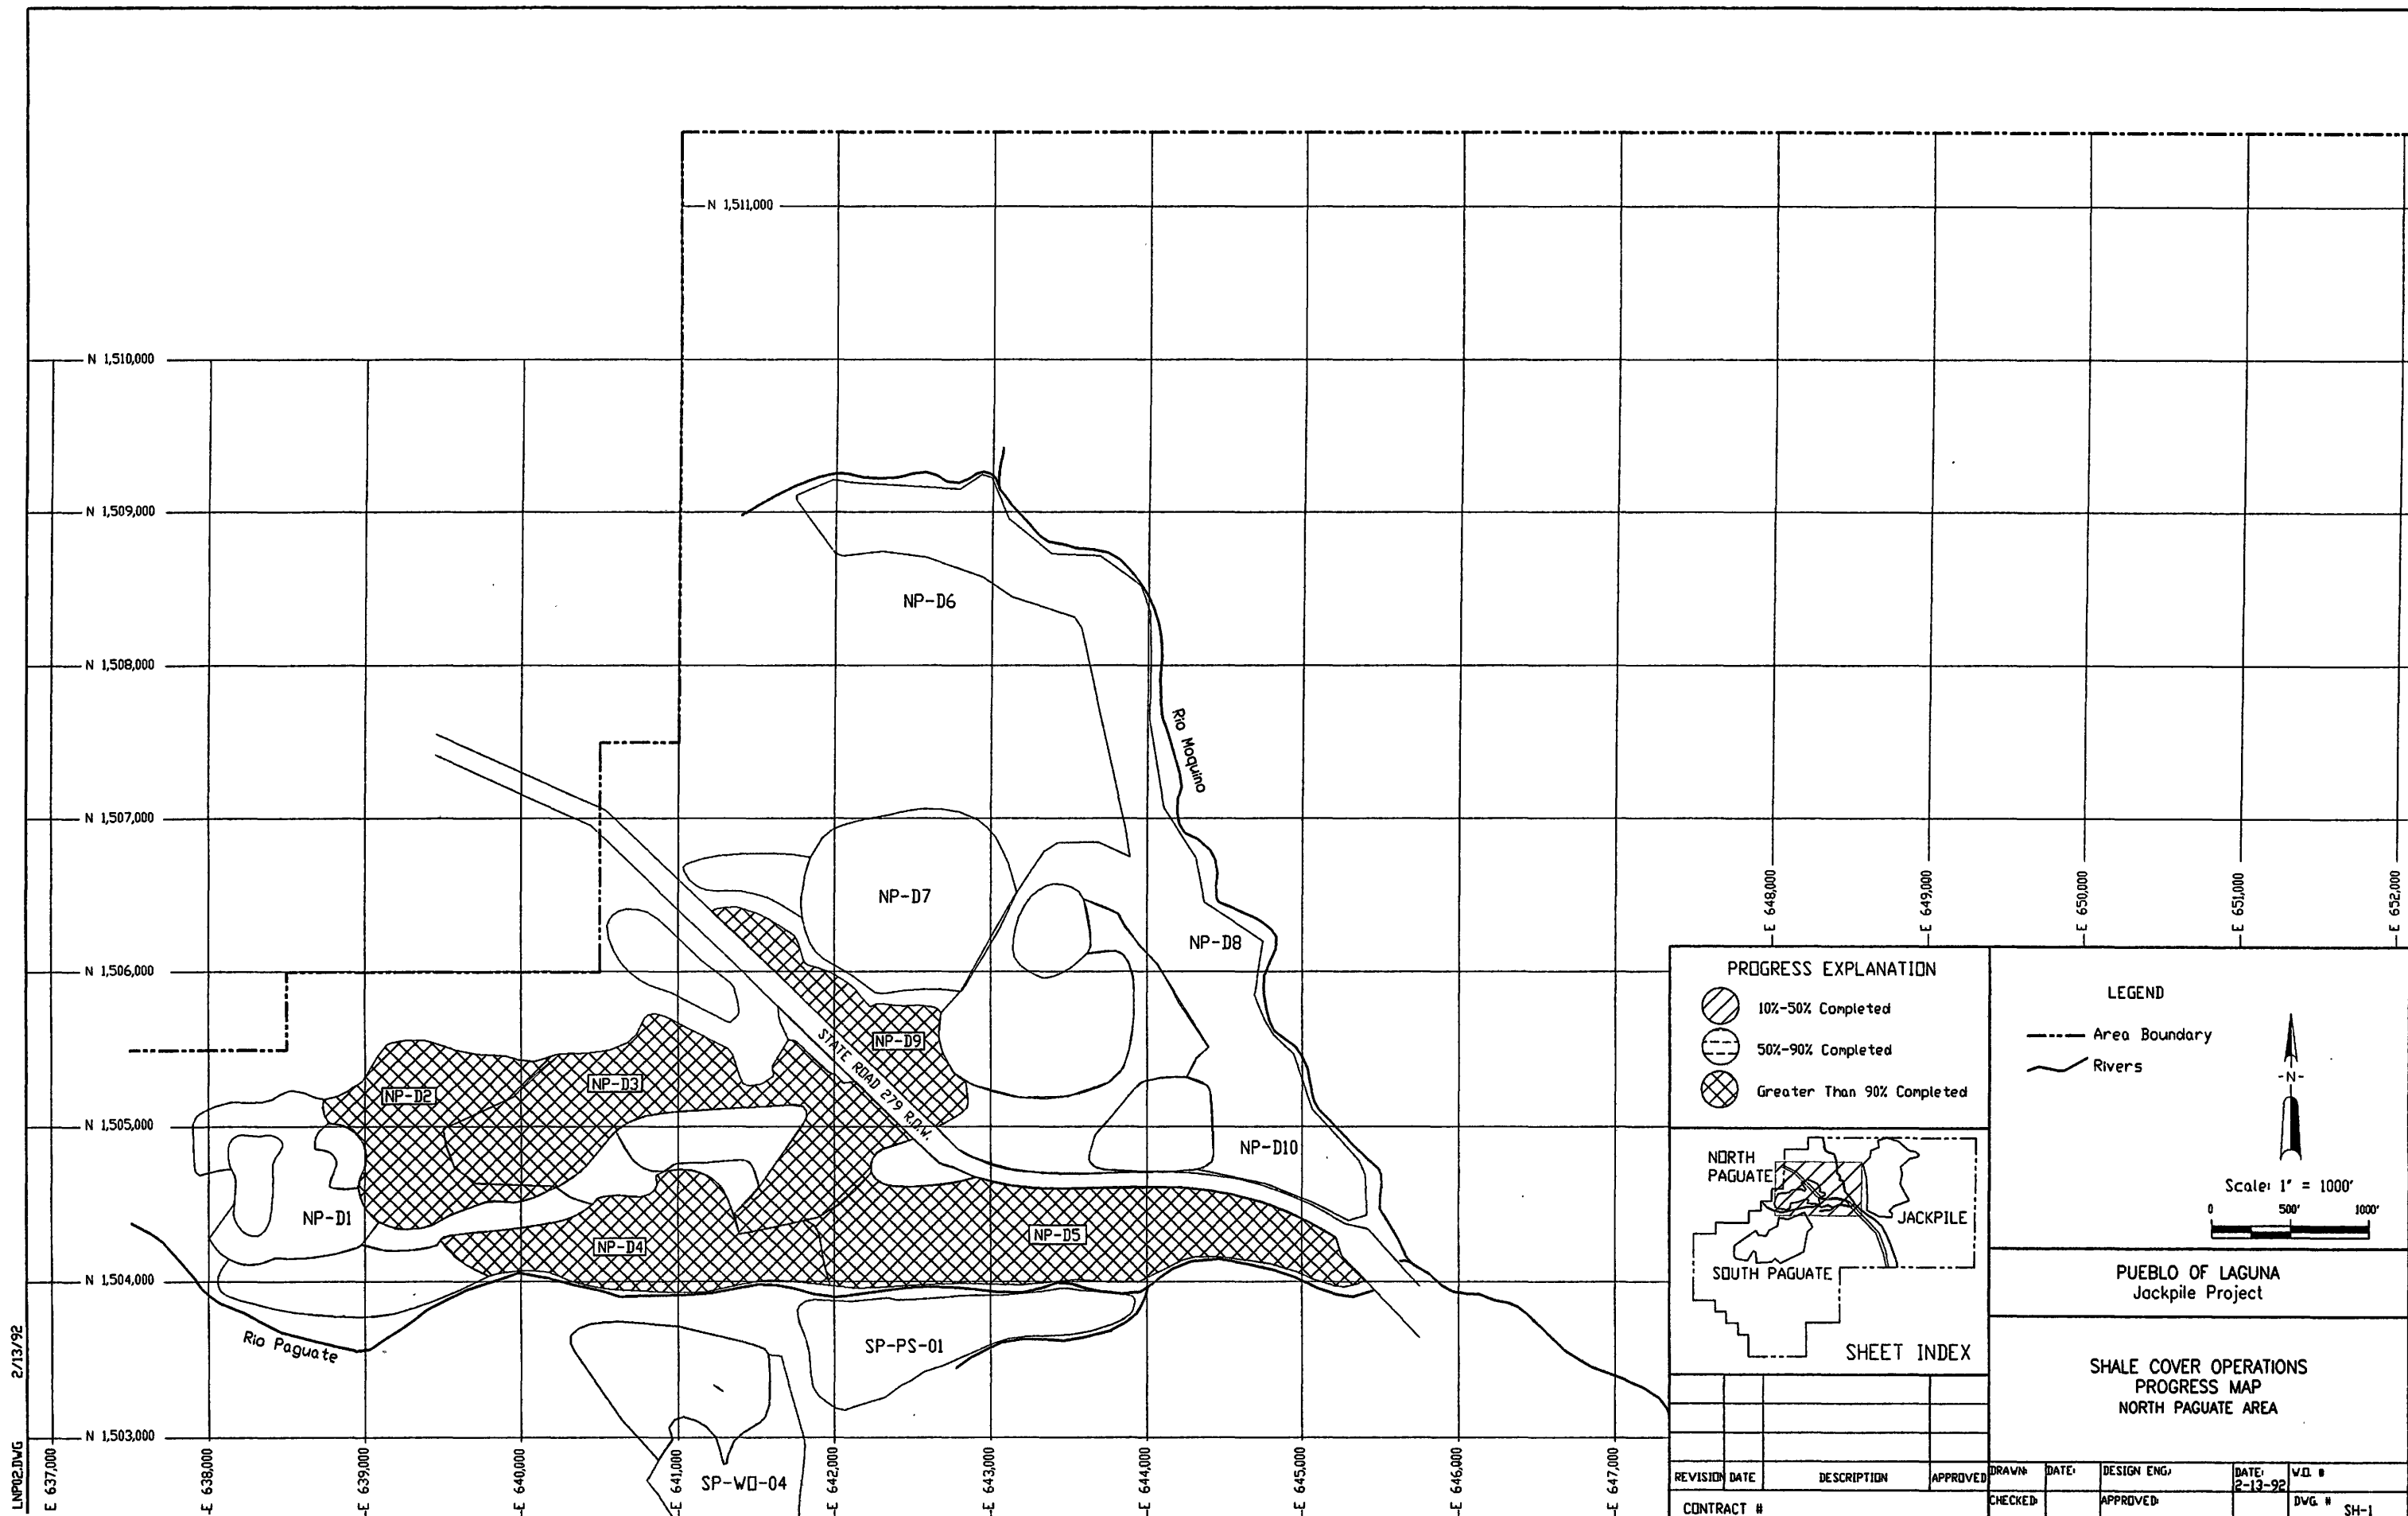 N 1,511,000
N 1,510,000
N 1,509,000
N 1,508,000
N 1,507,000
N 1,506,000
N 1,505,000
N 1,504,000
N 1,503,000
NP-D6
Rio Moquino
NP-D7
NP-D8
NP-D9
STATE ROAD 279 R.O.W.
NP-D3
NP-D2
NP-D10
NP-D1
NP-D4
NP-D5
Rio Paguate
SP-PS-01
SP-WO-04
E 637,000
E 638,000
E 639,000
E 640,000
E 641,000
E 642,000
E 643,000
E 644,000
E 645,000
E 646,000
E 647,000
E 648,000
E 649,000
E 650,000
E 651,000
E 652,000
LNP02.DWG 2/13/92
PROGRESS EXPLANATION
10%-50% Completed
50%-90% Completed
Greater Than 90% Completed
LEGEND
Area Boundary
Rivers
-N-
Scale: 1" = 1000'
0 500' 1000'
NORTH
PAGUATE
JACKPILE
SOUTH PAGUATE
SHEET INDEX
PUEBLO OF LAGUNA
Jackpile Project
SHALE COVER OPERATIONS
PROGRESS MAP
NORTH PAGUATE AREA
REVISION DATE DESCRIPTION APPROVED
CONTRACT #
DRAWN: DATE: DESIGN ENG: DATE: 2-13-92 W.O. #
CHECKED: APPROVED: DWG. # SH-1